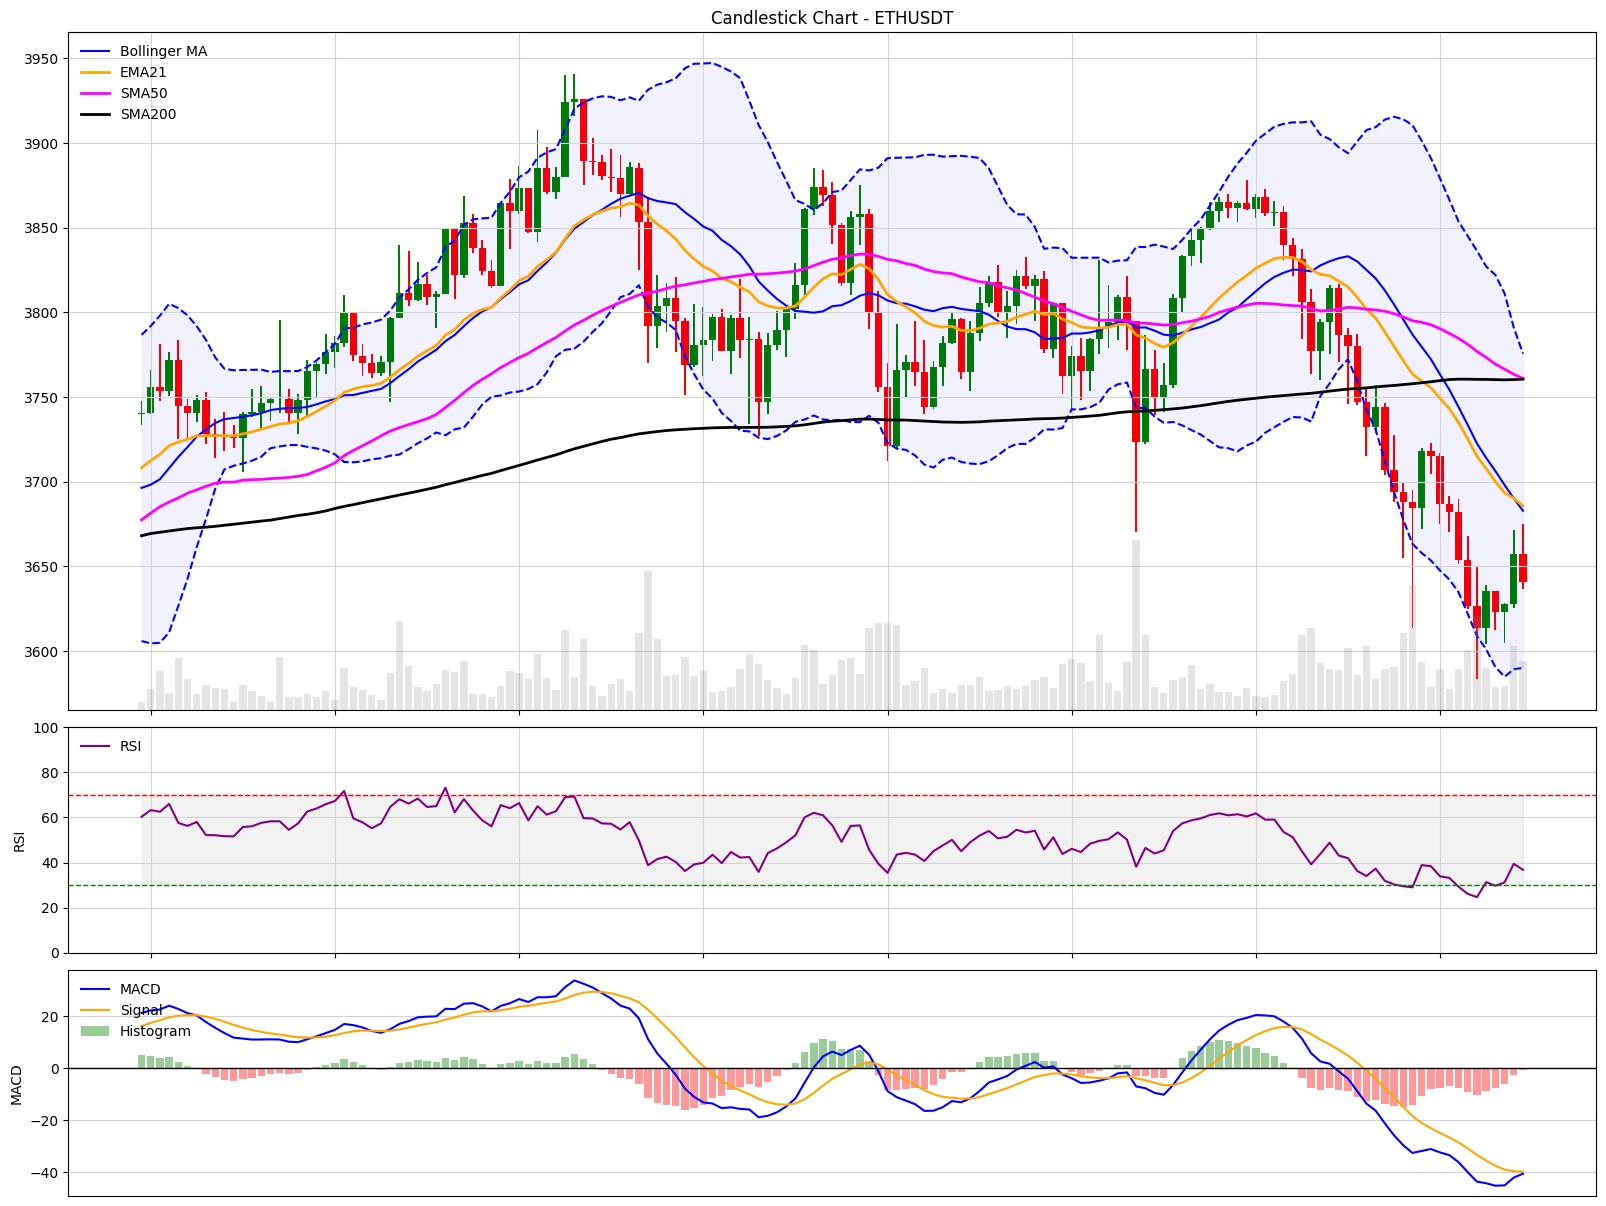 Candlestick Chart - ETHUSDT
Bollinger MA
EMA21
SMA50
SMA200
3950
3900
3850
3800
3750
3700
3650
3600
RSI
RSI
100
80
60
40
20
0
MACD
Signal
Histogram
MACD
20
0
−20
−40